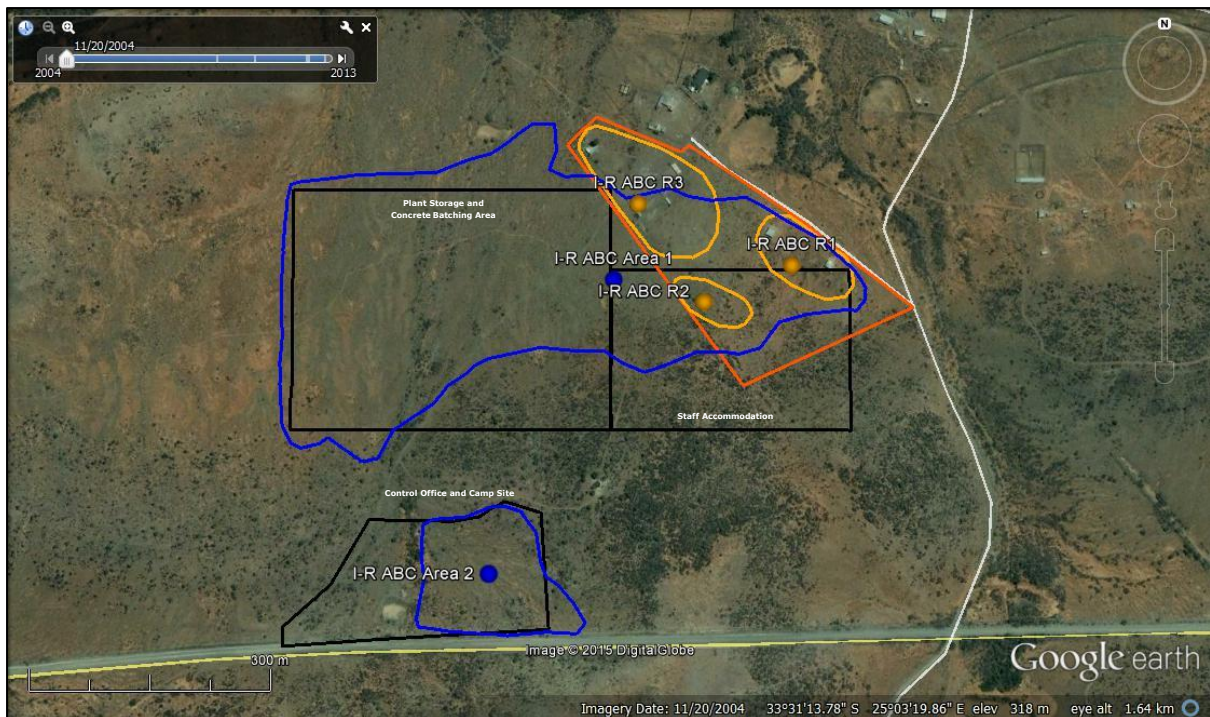 11/20/2004
2004
2013
N
I-R ABC R3
Plant Storage and
Concrete Batching Area
I-R ABC R1
I-R ABC Area 1
I-R ABC R2
Staff Accommodation
Control Office and Camp Site
I-R ABC Area 2
300 m
Image © 2015 DigitalGlobe
Google earth
Imagery Date: 11/20/2004 33°31'13.78" S 25°03'19.86" E elev 318 m eye alt 1.64 km